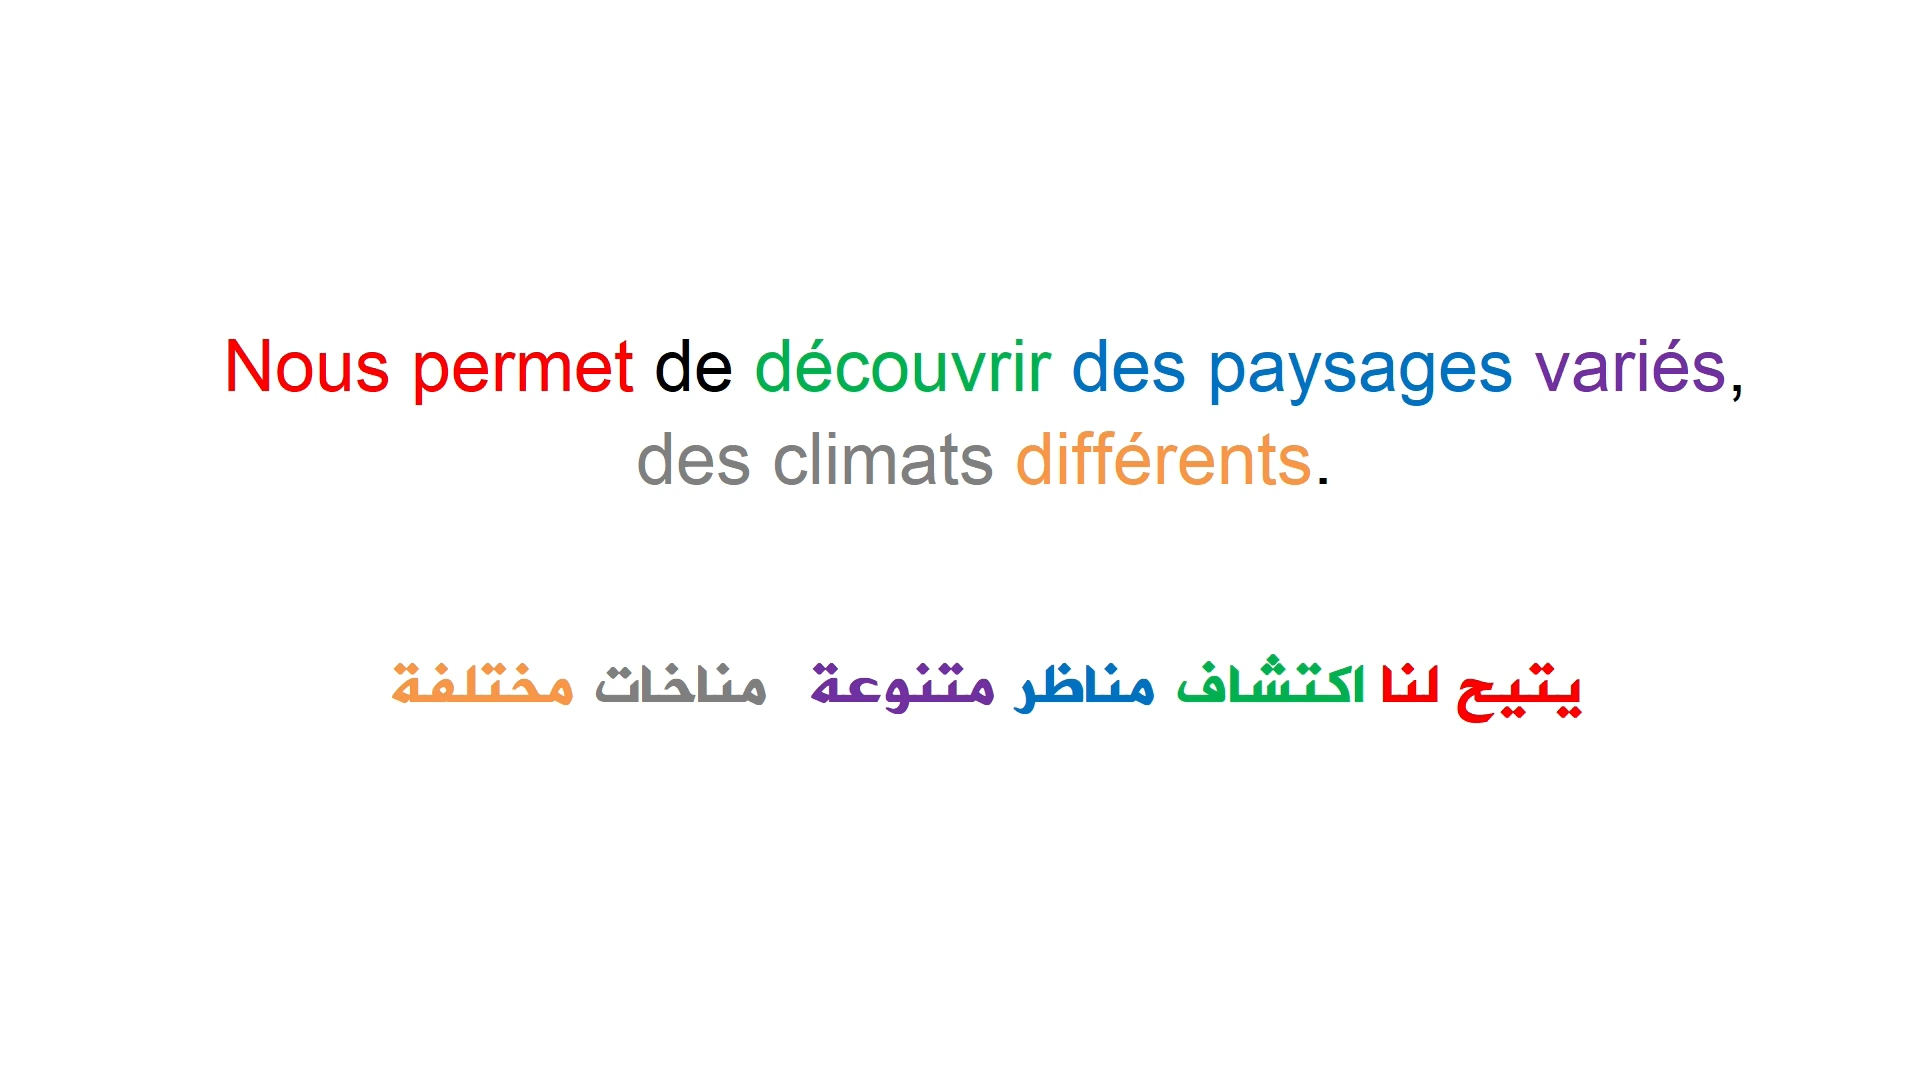 Nous permet de découvrir des paysages variés,
des climats différents.
يتيح لنا اكتشاف مناظر متنوعة مناخات مختلفة